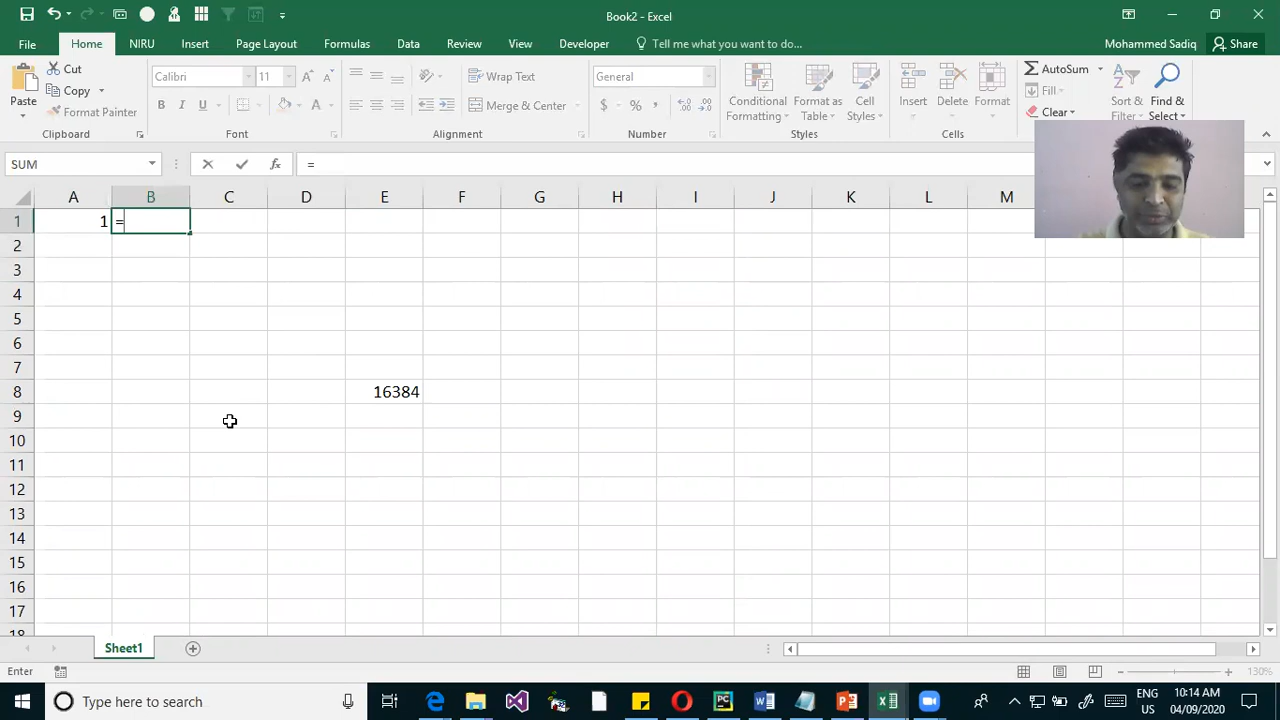 Book2 - Excel
File Home NIRU Insert Page Layout Formulas Data Review View Developer Tell me what you want to do... Mohammed Sadiq Share
Paste Cut Copy Format Painter
Calibri 11
B I U A A A
Wrap Text
Merge & Center
General
$ % ,
Conditional Formatting
Format as Table
Cell Styles
Insert Delete Format
AutoSum
Fill
Clear
Sort & Filter
Find & Select
Clipboard Font Alignment Number Styles Cells
SUM fx =
A B C D E F G H I J K L M
1 1 =
2
3
4
5
6
7
8 16384
9
10
11
12
13
14
15
16
17
18
Sheet1
Enter 130%
Type here to search ENG US 10:14 AM 04/09/2020